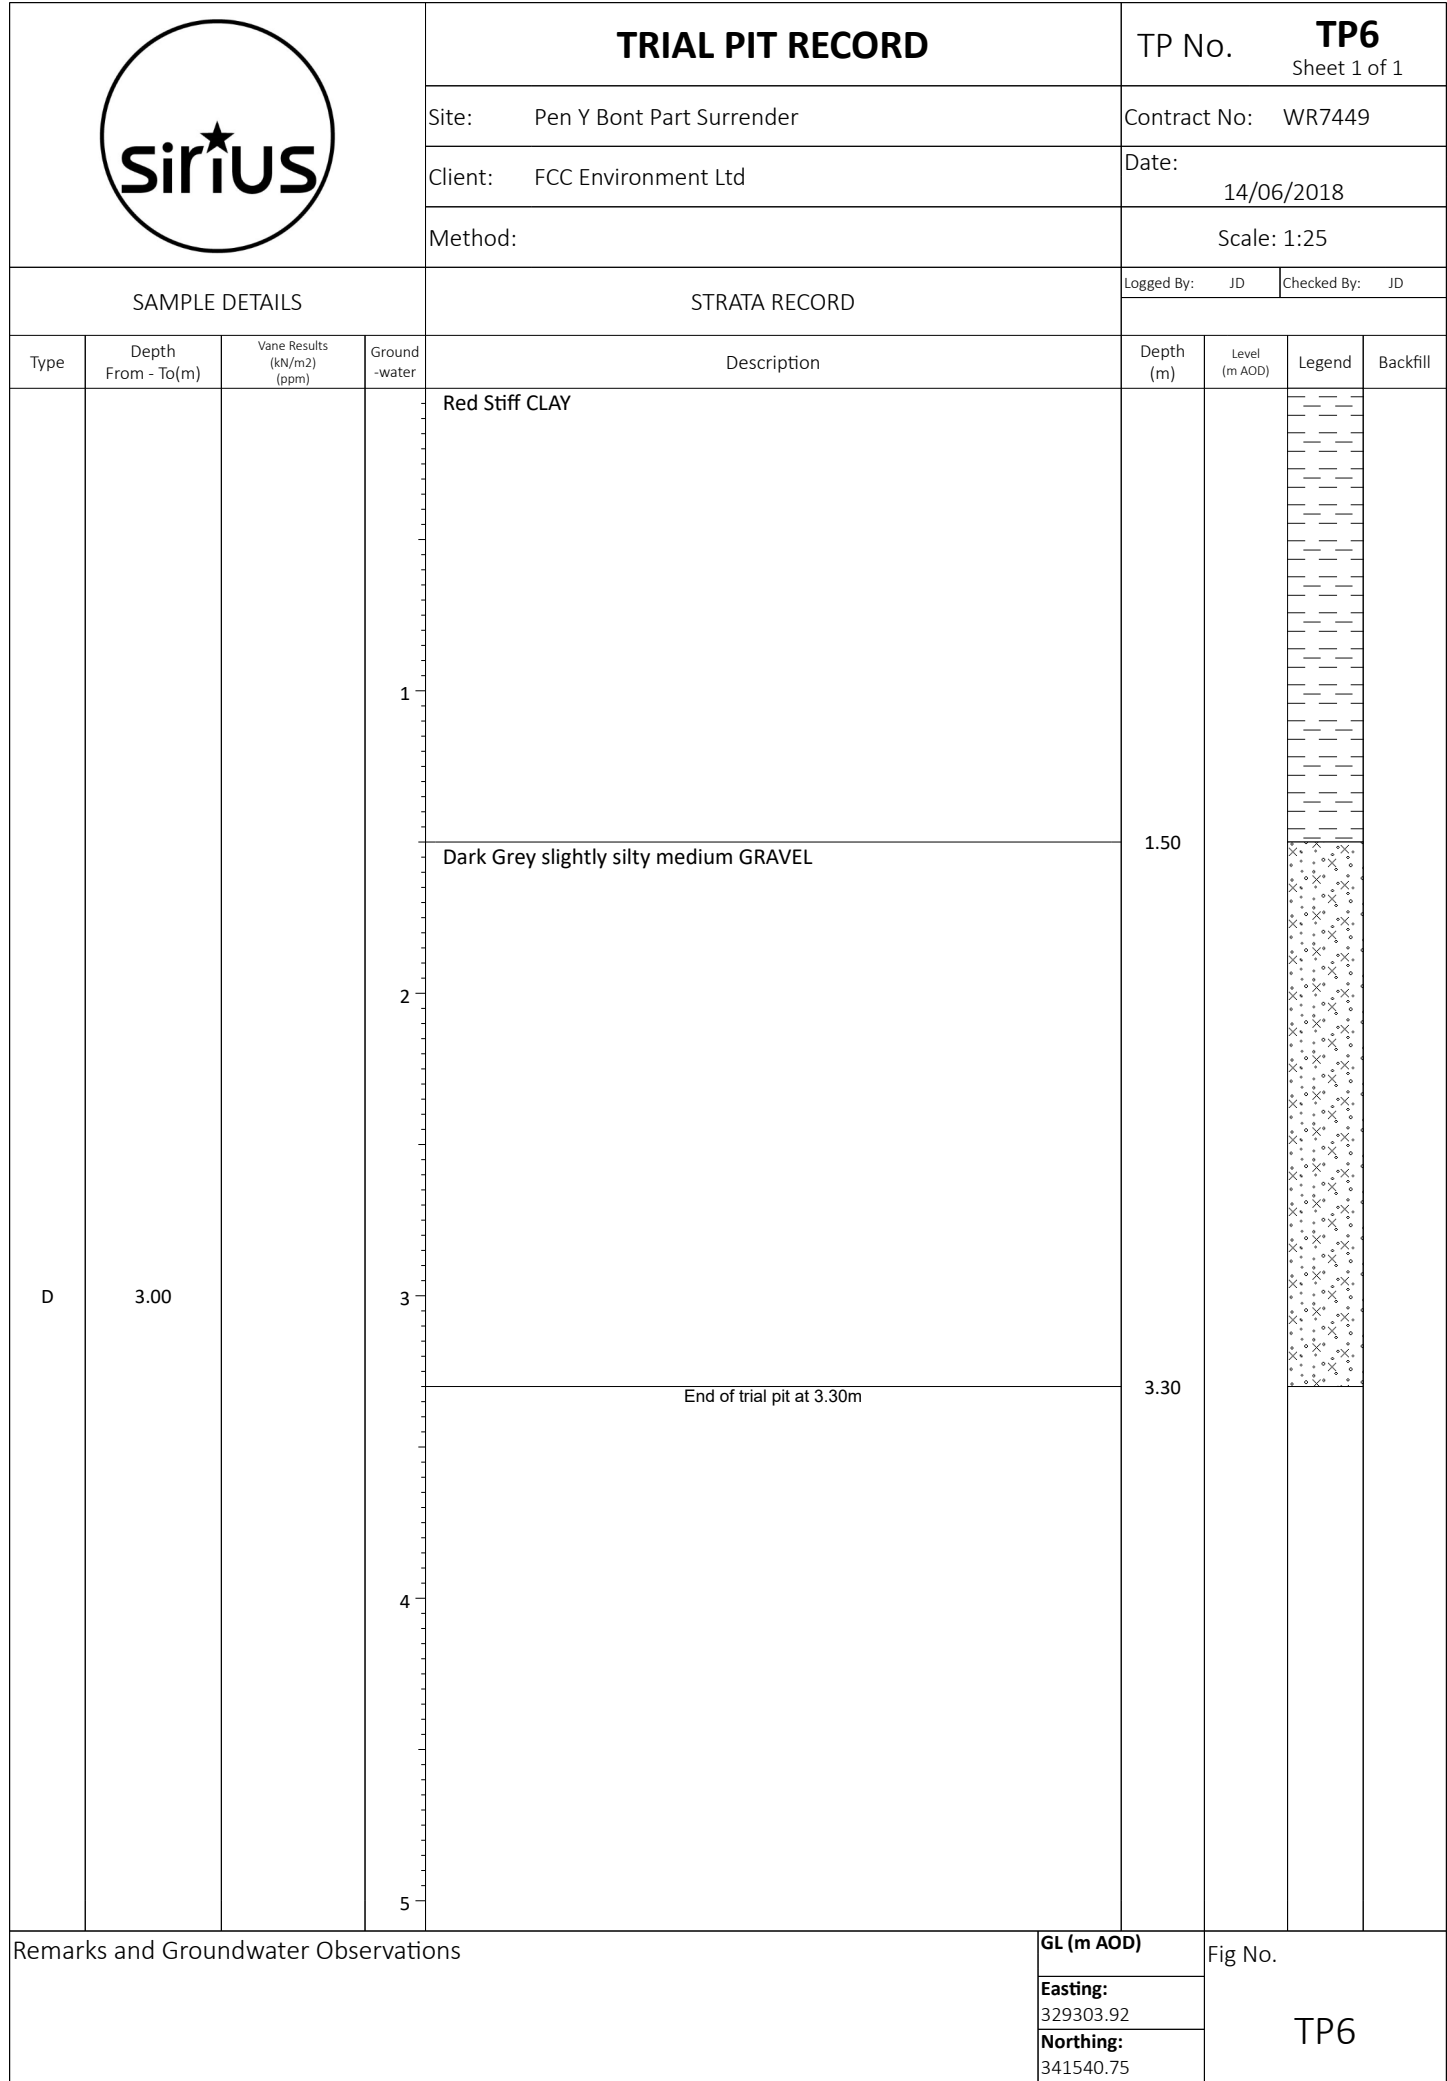 sirius
TRIAL PIT RECORD
TP No. TP6
Sheet 1 of 1
Site: Pen Y Bont Part Surrender
Contract No: WR7449
Client: FCC Environment Ltd
Date:
14/06/2018
Method:
Scale: 1:25
SAMPLE DETAILS
STRATA RECORD
Logged By: JD Checked By: JD
Type
Depth
From - To(m)
Vane Results
(kN/m2)
(ppm)
Ground
-water
Description
Depth
(m)
Level
(m AOD)
Legend
Backfill
Red Stiff CLAY
1
1.50
Dark Grey slightly silty medium GRAVEL
2
D 3.00 3
3.30
End of trial pit at 3.30m
4
5
Remarks and Groundwater Observations
GL (m AOD)
Easting:
329303.92
Northing:
341540.75
Fig No.
TP6